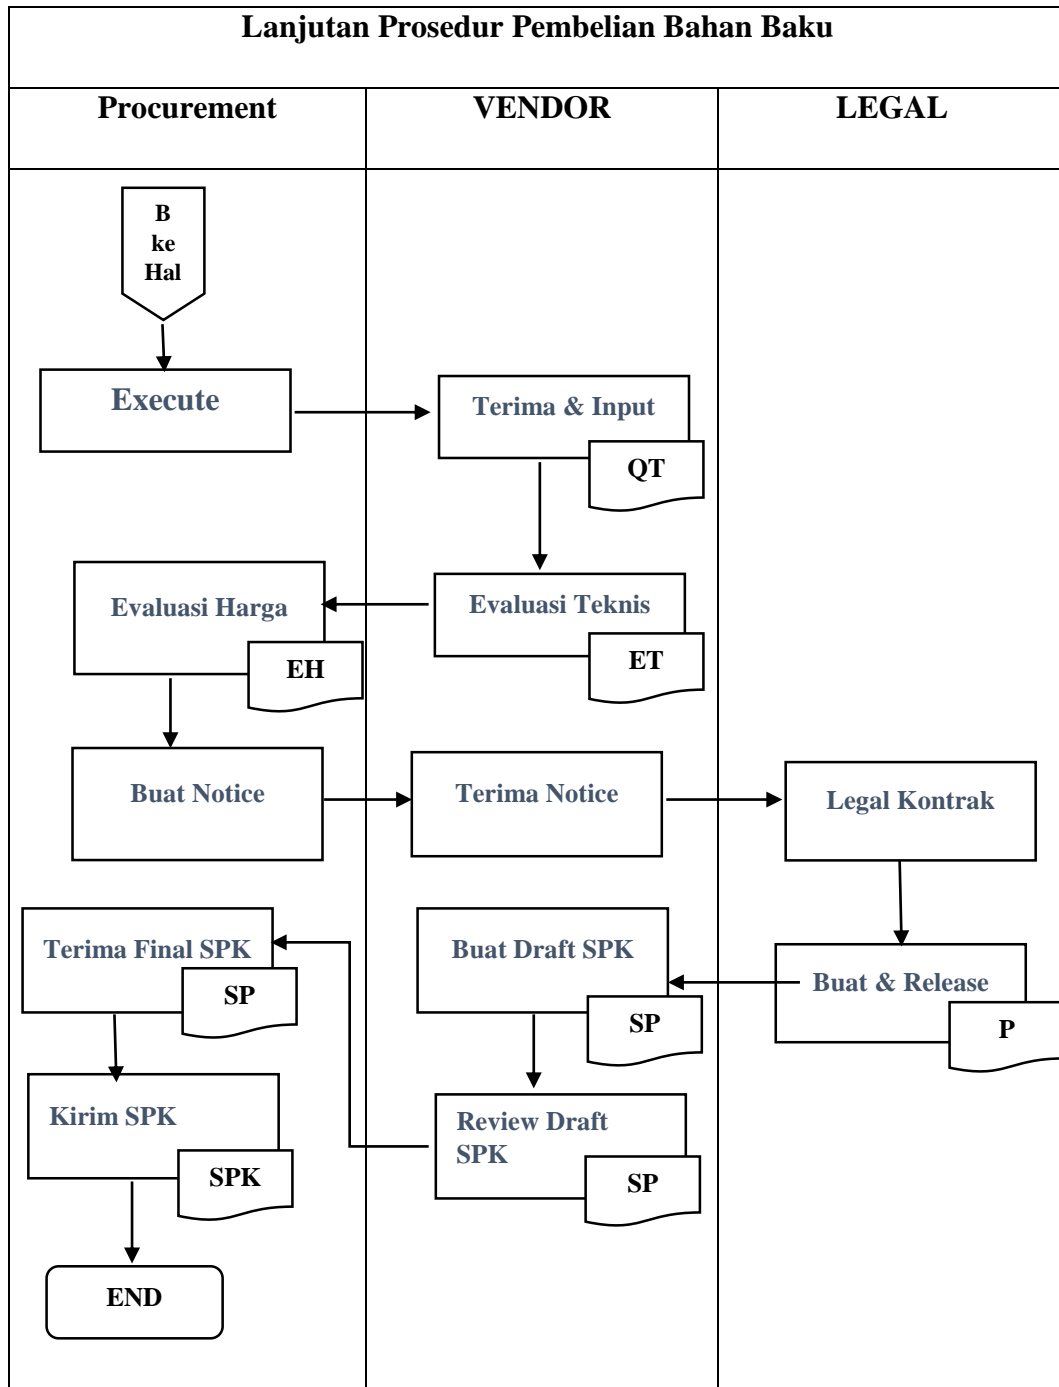 Lanjutan Prosedur Pembelian Bahan Baku
Procurement
VENDOR
LEGAL
B
ke
Hal
Execute
Terima & Input
QT
Evaluasi Harga
EH
Evaluasi Teknis
ET
Buat Notice
Terima Notice
Legal Kontrak
Terima Final SPK
SP
Buat Draft SPK
SP
Buat & Release
P
Kirim SPK
SPK
Review Draft
SPK
SP
END